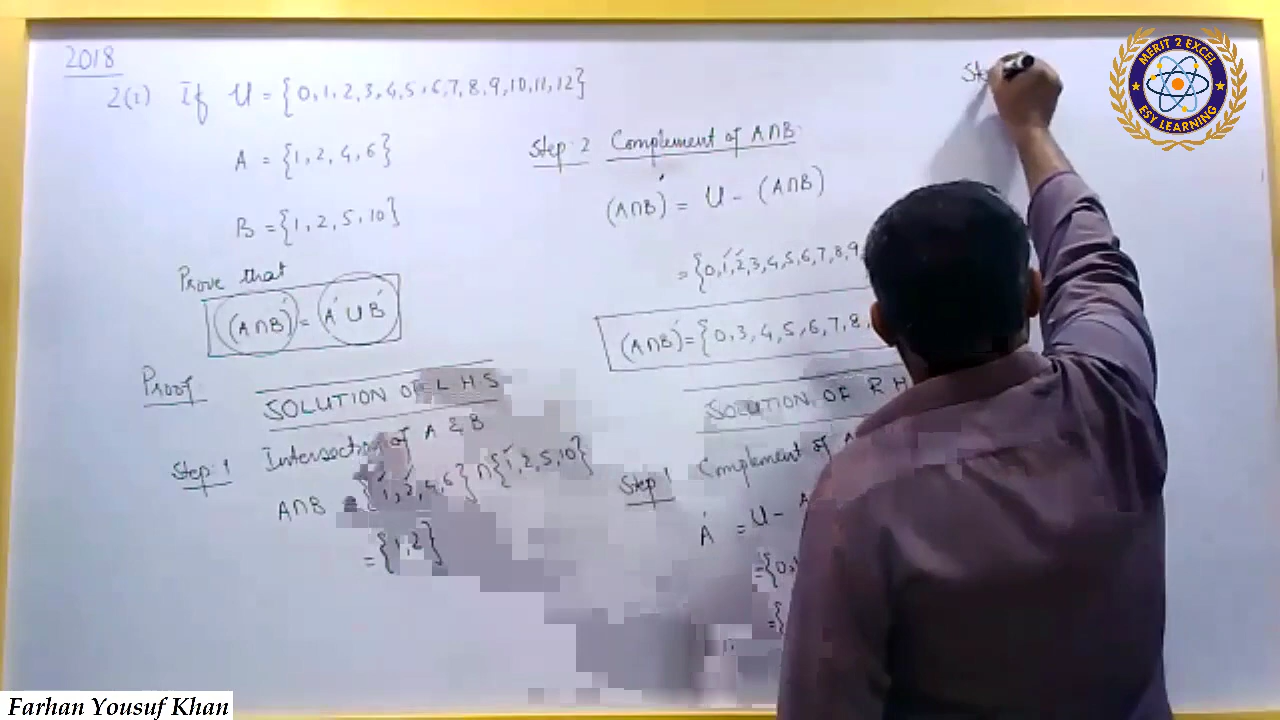 2018
2(i) If U = {0,1,2,3,4,5,6,7,8,9,10,11,12}
A = {1,2,4,6}
B = {1,2,5,10}
Prove that
(A∩B)′ = A′ ∪ B′
Proof
SOLUTION OF L.H.S
Step: 1 Intersection of A & B
A∩B = {1,2,4,6} ∩ {1,2,5,10}
= {1,2}
Step: 2 Complement of A∩B:
(A∩B)′ = U - (A∩B)
= {0,1,2,3,4,5,6,7,8,9
(A∩B)′ = {0,3,4,5,6,7,8,
SOLUTION OF R.H
Step 1 Complement of A
A′ = U - A
= {0,
= {
St
MERIT 2 EXCEL
ESY LEARNING
Farhan Yousuf Khan